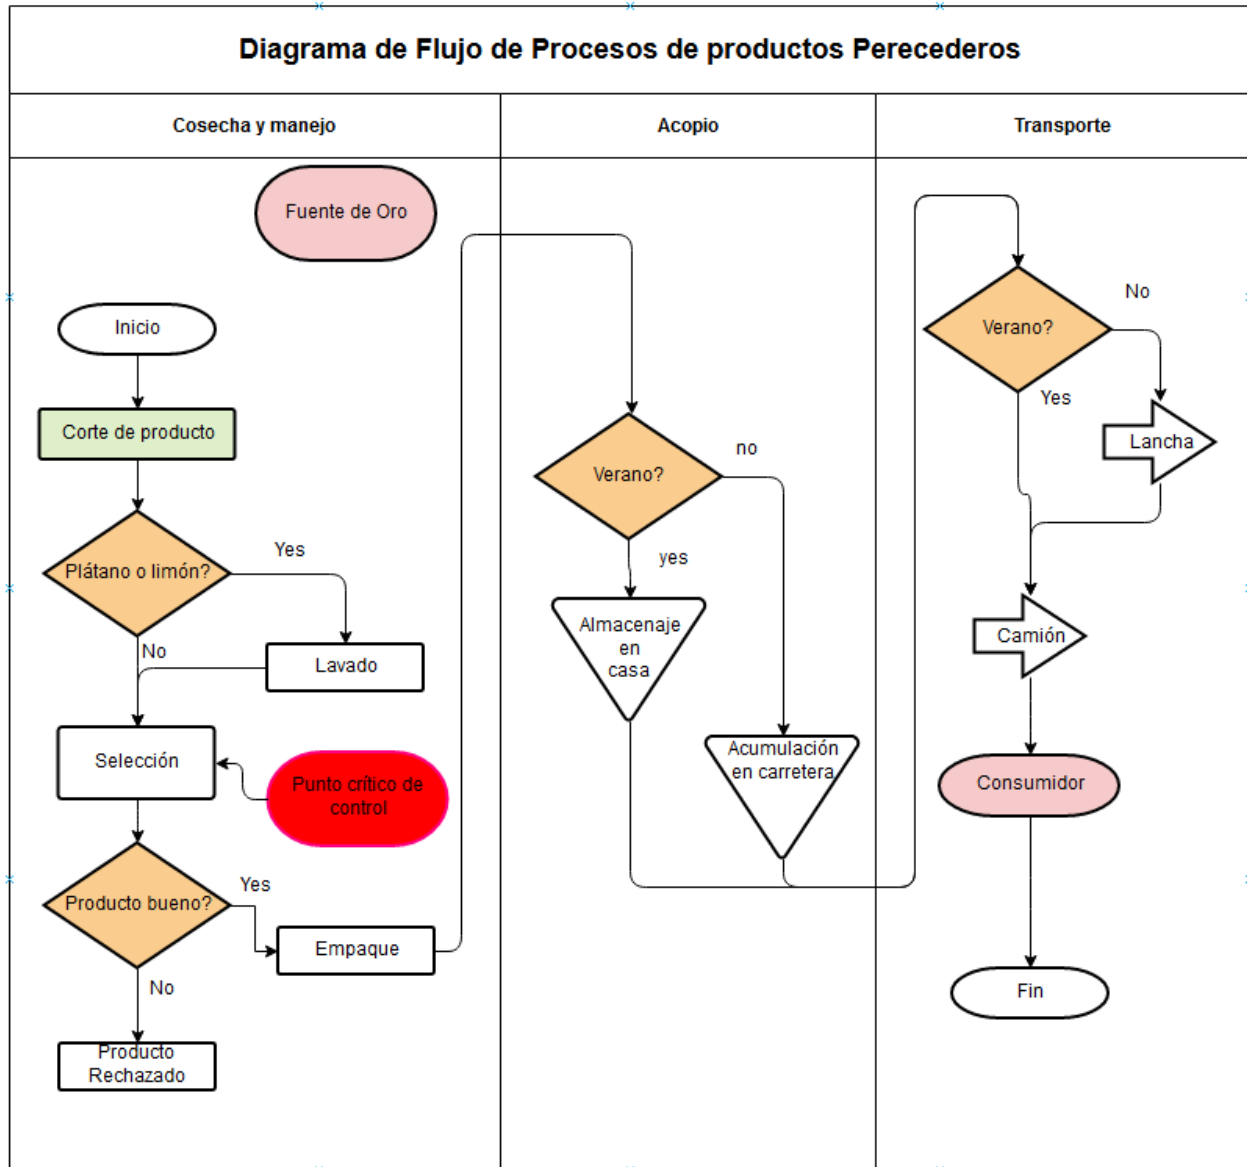 Diagrama de Flujo de Procesos de productos Perecederos
Cosecha y manejo
Acopio
Transporte
Fuente de Oro
Inicio
Corte de producto
Plátano o limón?
Yes
No
Lavado
Selección
Punto crítico de
control
Producto bueno?
Yes
Empaque
No
Producto
Rechazado
Verano?
no
yes
Almacenaje
en
casa
Acumulación
en carretera
Verano?
No
Yes
Lancha
Camión
Consumidor
Fin